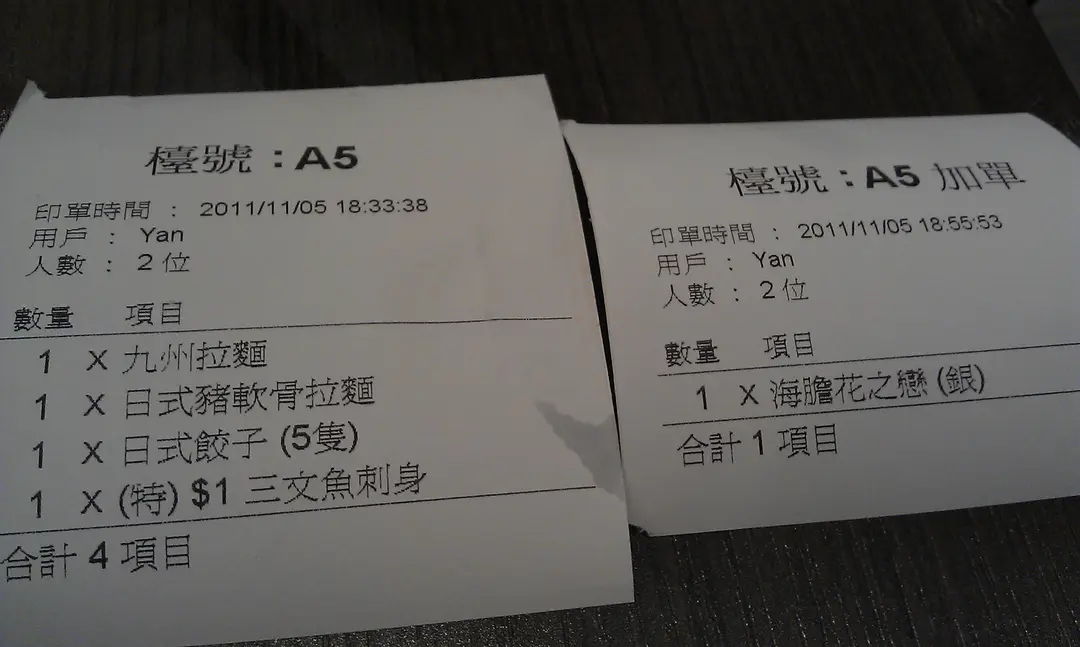 檯號：A5
印單時間 ： 2011/11/05 18:33:38
用戶 ： Yan
人數 ： 2 位
數量 項目
1 X 九州拉麵
1 X 日式豬軟骨拉麵
1 X 日式餃子 (5隻)
1 X (特) $1 三文魚刺身
合計 4 項目
檯號：A5 加單
印單時間 ： 2011/11/05 18:55:53
用戶 ： Yan
人數 ： 2 位
數量 項目
1 X 海膽花之戀 (銀)
合計 1 項目